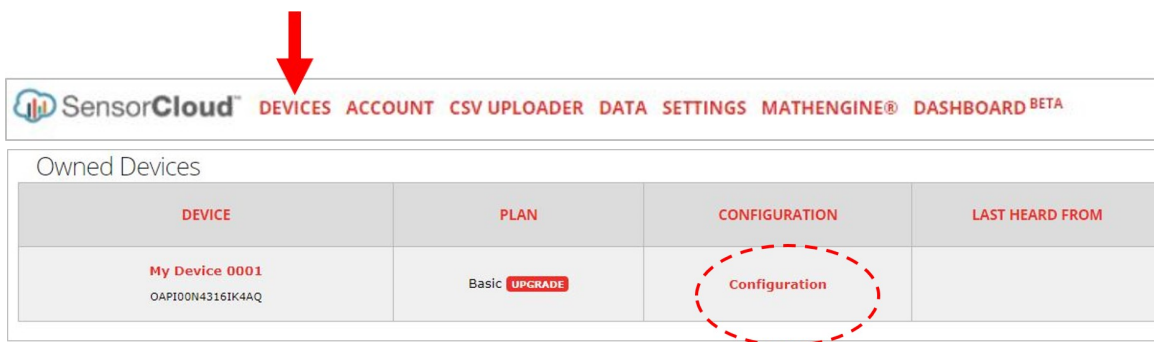 SensorCloud™ DEVICES ACCOUNT CSV UPLOADER DATA SETTINGS MATHENGINE® DASHBOARD BETA
Owned Devices
DEVICE PLAN CONFIGURATION LAST HEARD FROM
My Device 0001 Basic UPGRADE Configuration
OAPI00N4316IK4AQ